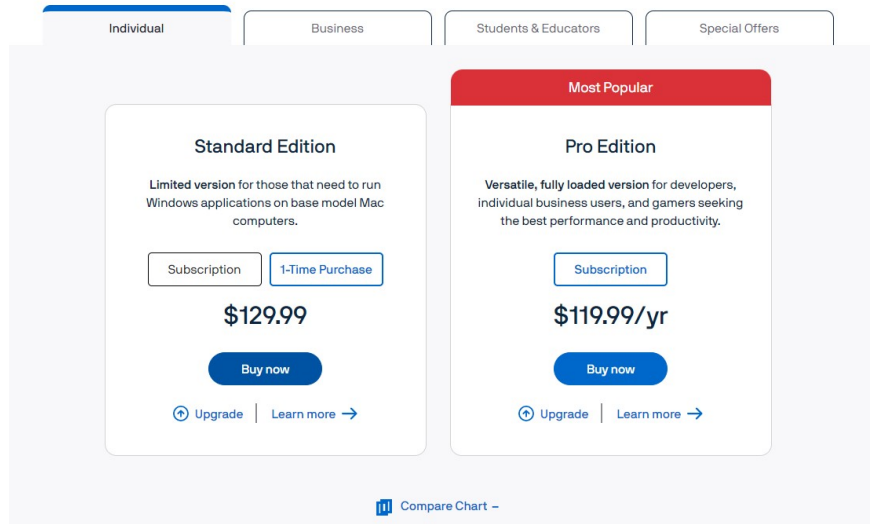 Individual
Business
Students & Educators
Special Offers
Most Popular
Standard Edition
Limited version for those that need to run
Windows applications on base model Mac
computers.
Subscription
1-Time Purchase
$129.99
Buy now
Upgrade
Learn more
Pro Edition
Versatile, fully loaded version for developers,
individual business users, and gamers seeking
the best performance and productivity.
Subscription
$119.99/yr
Buy now
Upgrade
Learn more
Compare Chart –